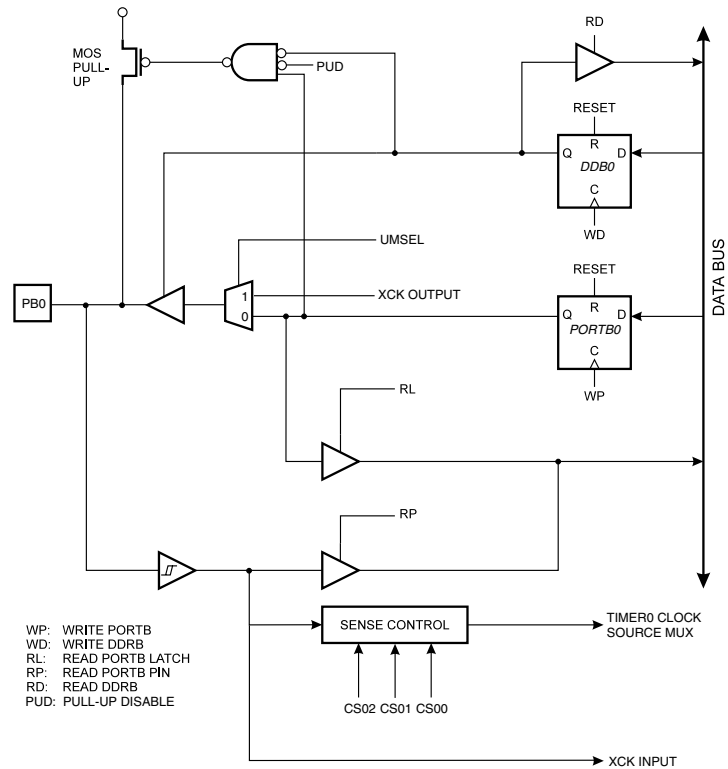 RD
MOS
PULL-
UP
PUD
RESET
R
Q
D
DDB0
C
WD
UMSEL
DATA BUS
PB0
1
XCK OUTPUT
0
RESET
R
Q
D
PORTB0
C
WP
RL
RP
SENSE CONTROL
TIMER0 CLOCK
SOURCE MUX
CS02 CS01 CS00
XCK INPUT
WP: WRITE PORTB
WD: WRITE DDRB
RL: READ PORTB LATCH
RP: READ PORTB PIN
RD: READ DDRB
PUD: PULL-UP DISABLE